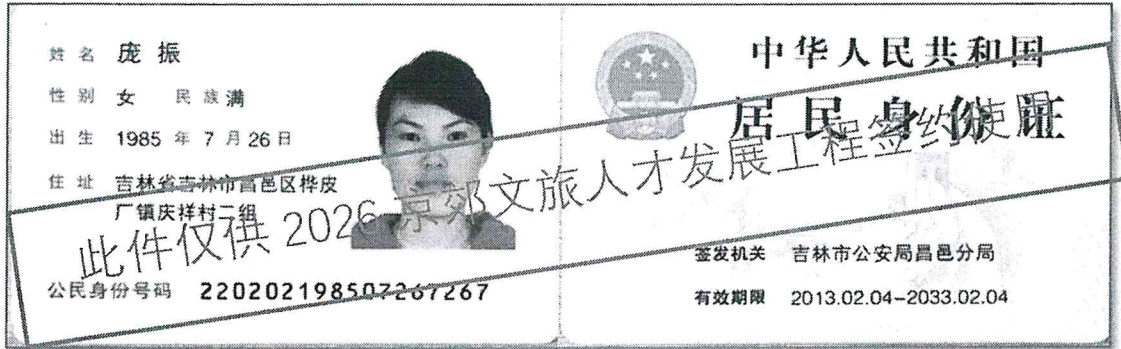 姓名 庞振
性别 女 民族 满
出生 1985 年 7 月 26 日
住址 吉林省吉林市昌邑区桦皮
厂镇庆祥村二组
公民身份号码 220202198507267267
中华人民共和国
居民身份证
签发机关 吉林市公安局昌邑分局
有效期限 2013.02.04-2033.02.04
此件仅供 2026 京郊文旅人才发展工程签约使用